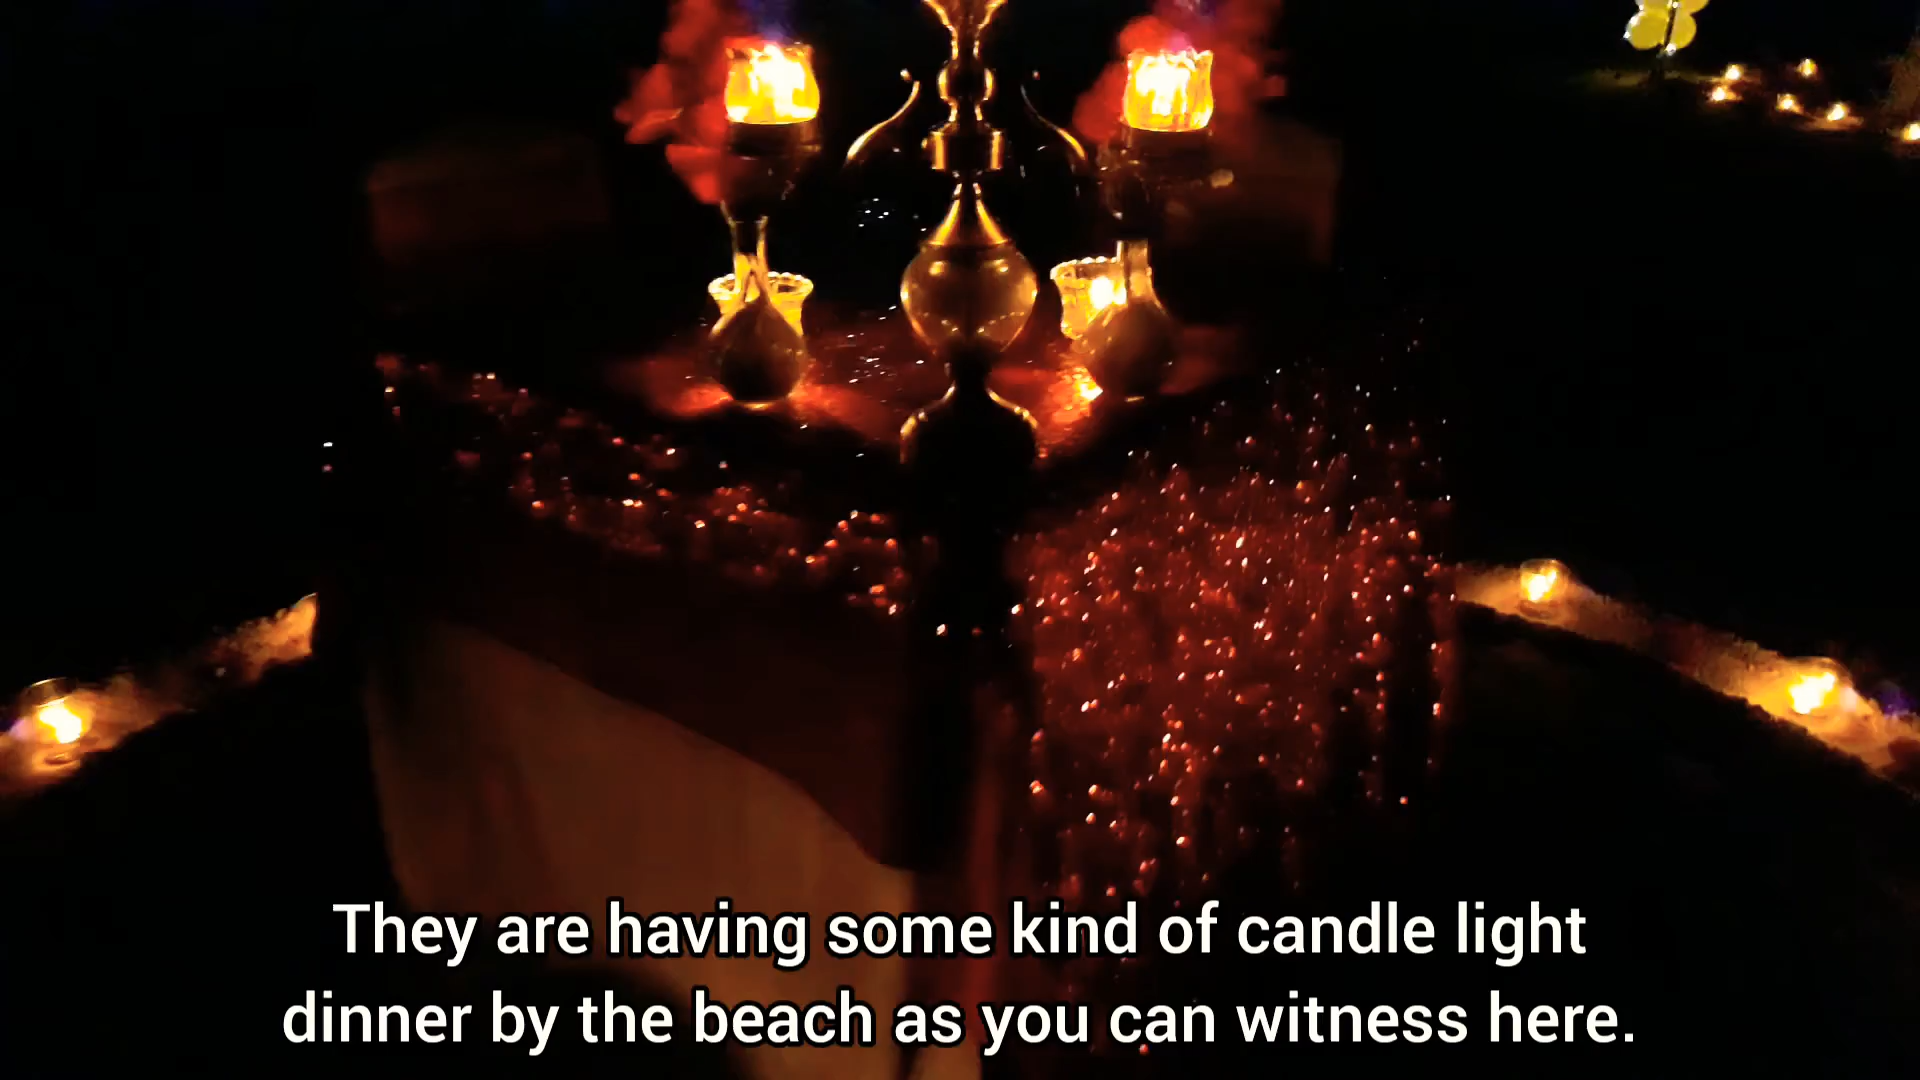 They are having some kind of candle light
dinner by the beach as you can witness here.